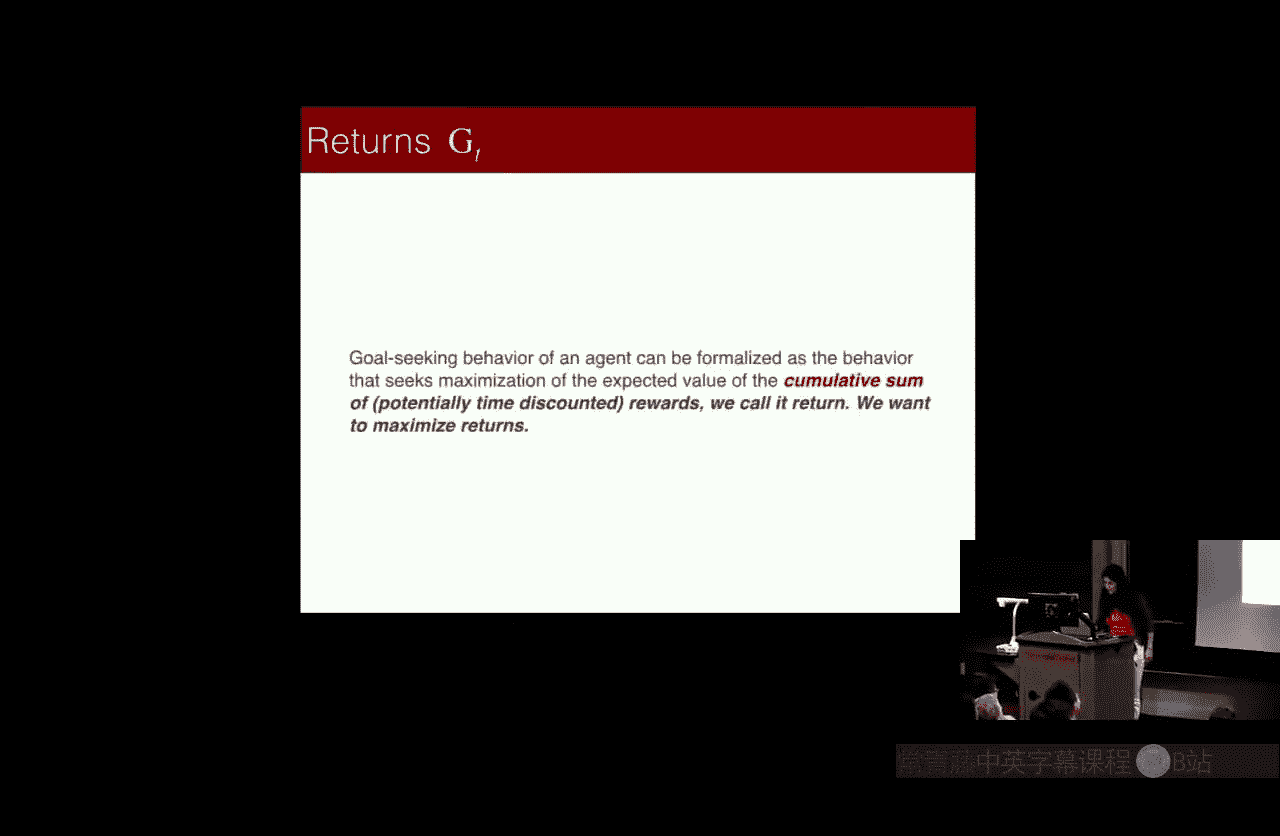 Returns G_t
Goal-seeking behavior of an agent can be formalized as the behavior
that seeks maximization of the expected value of the cumulative sum
of (potentially time discounted) rewards, we call it return. We want
to maximize returns.
中英字幕课程 B站